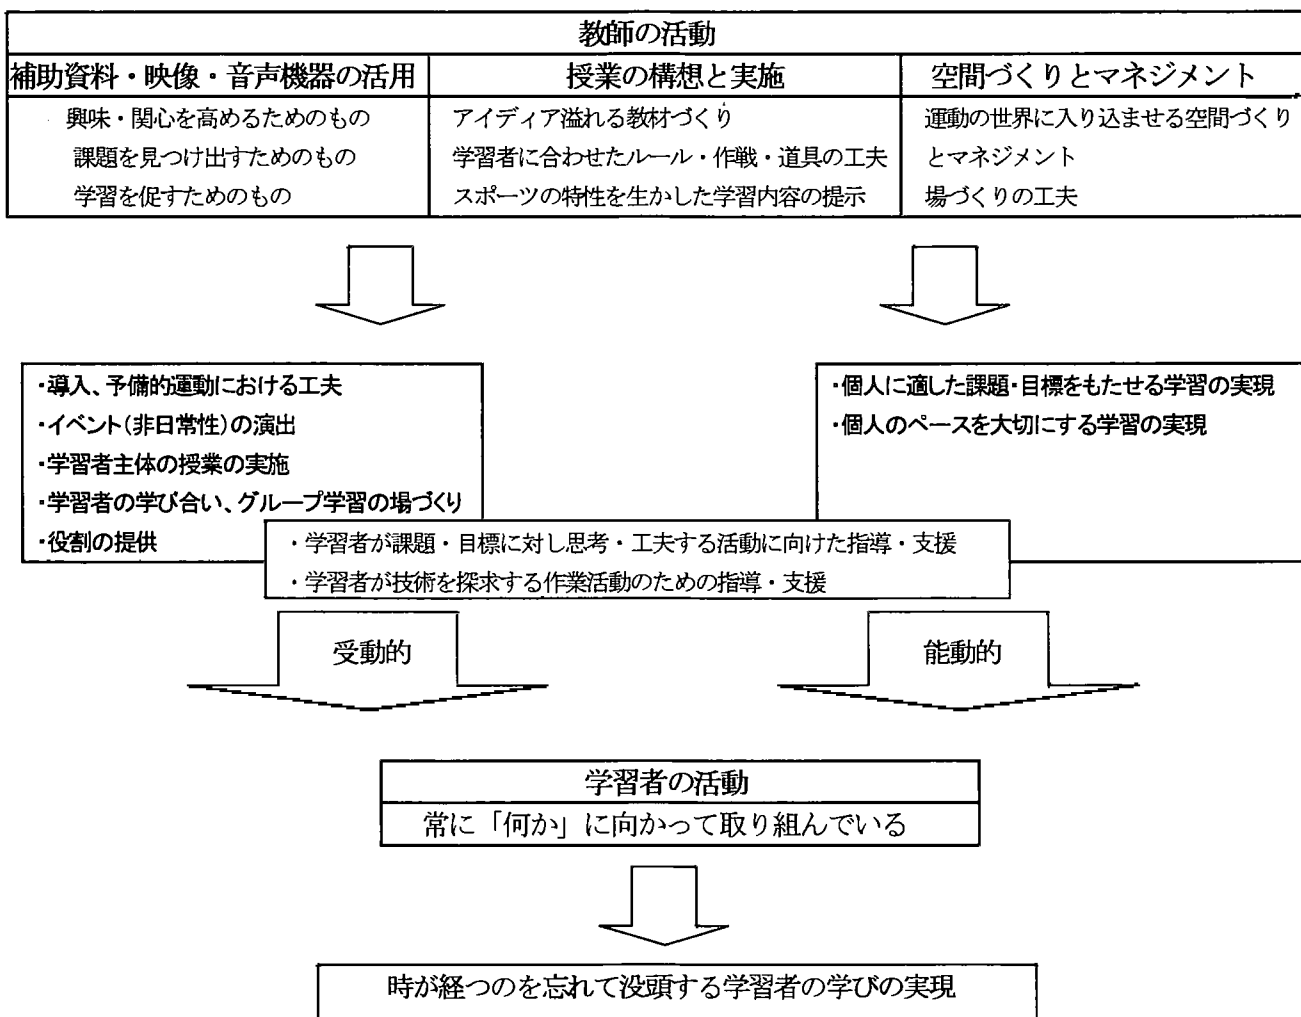 教師の活動
補助資料・映像・音声機器の活用
興味・関心を高めるためのもの
課題を見つけ出すためのもの
学習を促すためのもの
授業の構想と実施
アイディア溢れる教材づくり
学習者に合わせたルール・作戦・道具の工夫
スポーツの特性を生かした学習内容の提示
空間づくりとマネジメント
運動の世界に入り込ませる空間づくり
とマネジメント
場づくりの工夫
・導入、予備的運動における工夫
・イベント(非日常性)の演出
・学習者主体の授業の実施
・学習者の学び合い、グループ学習の場づくり
・役割の提供
・個人に適した課題・目標をもたせる学習の実現
・個人のペースを大切にする学習の実現
・学習者が課題・目標に対し思考・工夫する活動に向けた指導・支援
・学習者が技術を探求する作業活動のための指導・支援
受動的
能動的
学習者の活動
常に「何か」に向かって取り組んでいる
時が経つのを忘れて没頭する学習者の学びの実現